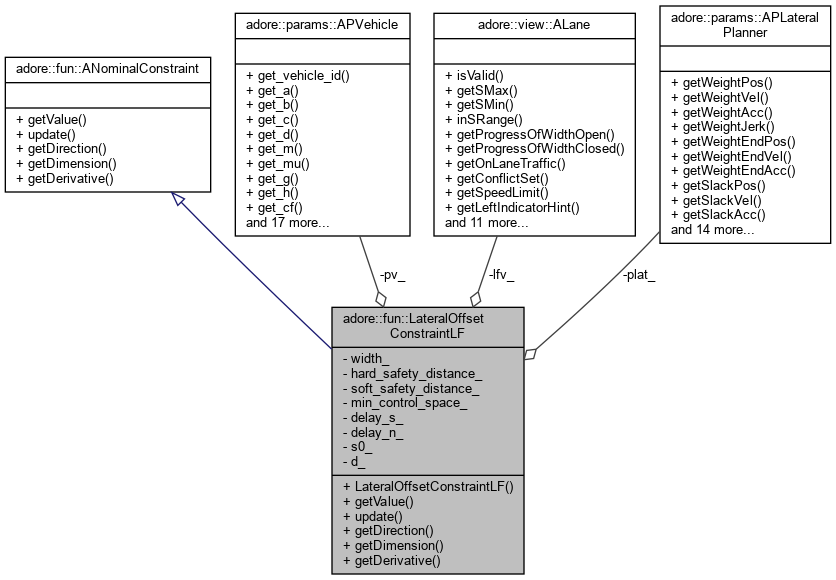 adore::fun::ANominalConstraint
+ getValue()
+ update()
+ getDirection()
+ getDimension()
+ getDerivative()
adore::params::APVehicle
+ get_vehicle_id()
+ get_a()
+ get_b()
+ get_c()
+ get_d()
+ get_m()
+ get_mu()
+ get_g()
+ get_h()
+ get_cf()
and 17 more...
adore::view::ALane
+ isValid()
+ getSMax()
+ getSMin()
+ inSRange()
+ getProgressOfWidthOpen()
+ getProgressOfWidthClosed()
+ getOnLaneTraffic()
+ getConflictSet()
+ getSpeedLimit()
+ getLeftIndicatorHint()
and 11 more...
adore::params::APLateral
Planner
+ getWeightPos()
+ getWeightVel()
+ getWeightAcc()
+ getWeightJerk()
+ getWeightEndPos()
+ getWeightEndVel()
+ getWeightEndAcc()
+ getSlackPos()
+ getSlackVel()
+ getSlackAcc()
and 14 more...
-pv_
-lfv_
-plat_
adore::fun::LateralOffset
ConstraintLF
- width_
- hard_safety_distance_
- soft_safety_distance_
- min_control_space_
- delay_s_
- delay_n_
- s0_
- d_
+ LateralOffsetConstraintLF()
+ getValue()
+ update()
+ getDirection()
+ getDimension()
+ getDerivative()